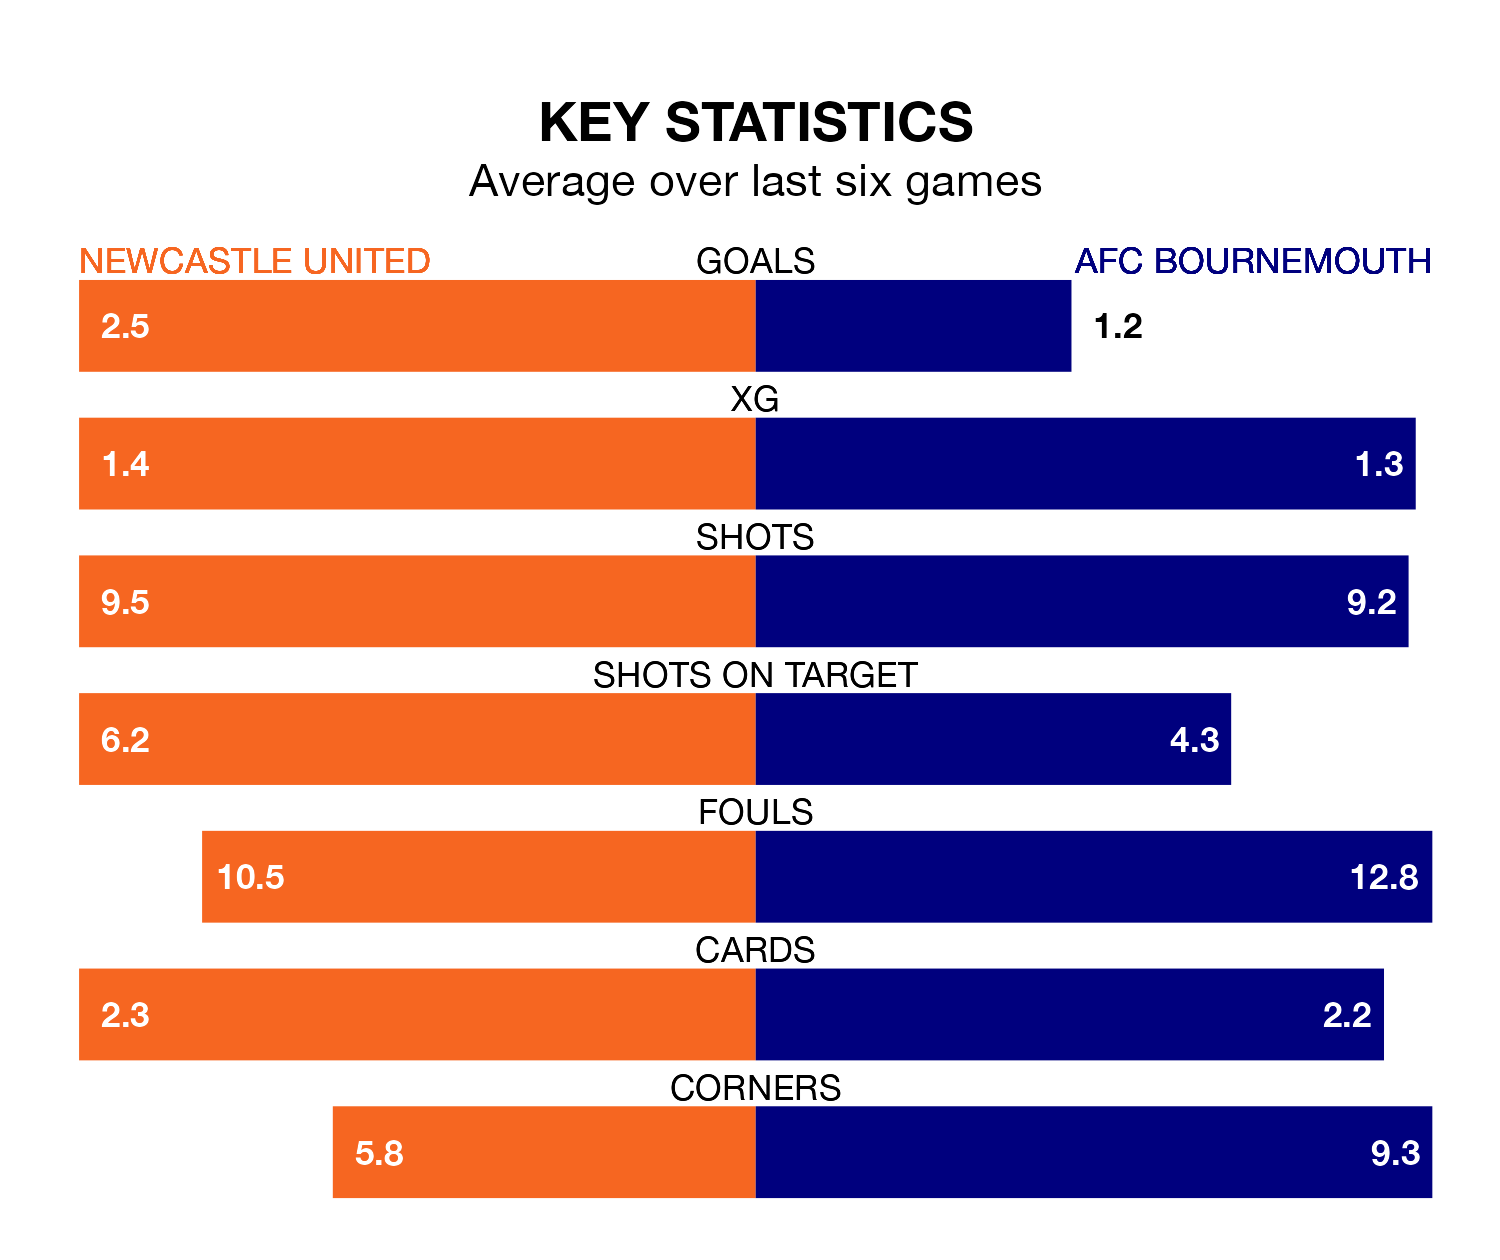 KEY STATISTICS
Average over last six games
NEWCASTLE UNITED GOALS AFC BOURNEMOUTH
2.5 1.2
XG
1.4 1.3
SHOTS
9.5 9.2
SHOTS ON TARGET
6.2 4.3
FOULS
10.5 12.8
CARDS
2.3 2.2
CORNERS
5.8 9.3